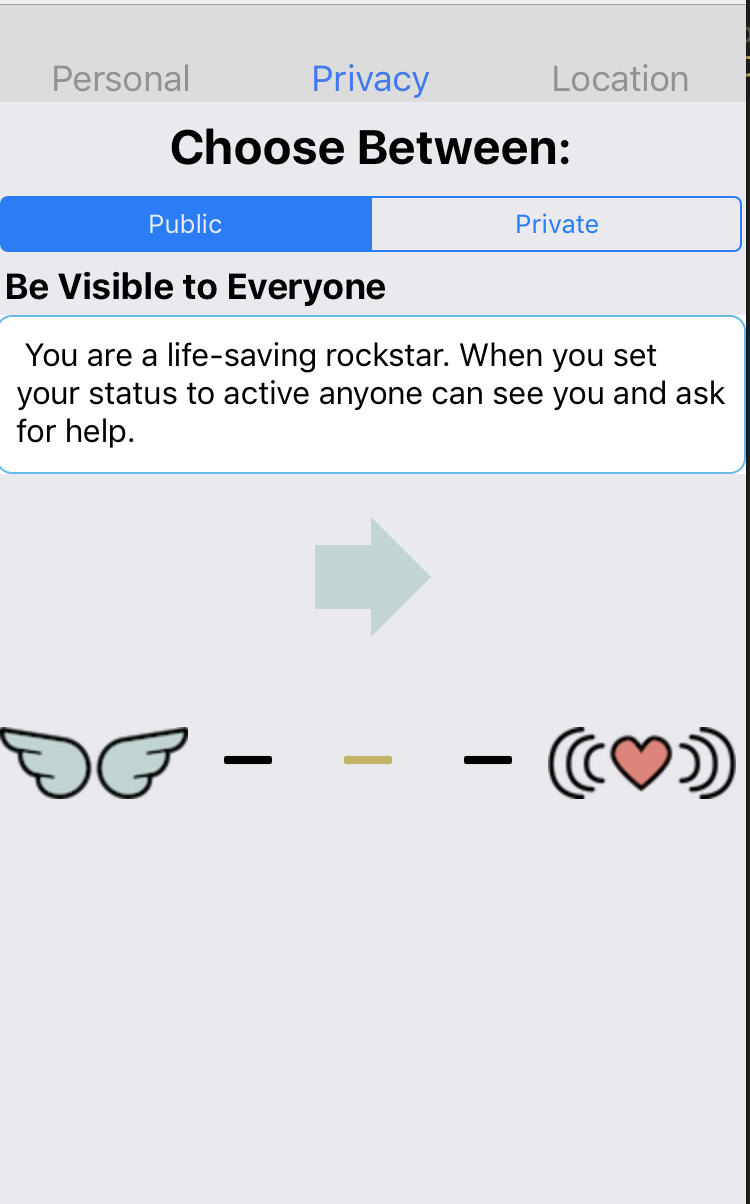 Personal Privacy Location
Choose Between:
Public Private
Be Visible to Everyone
You are a life-saving rockstar. When you set
your status to active anyone can see you and ask
for help.